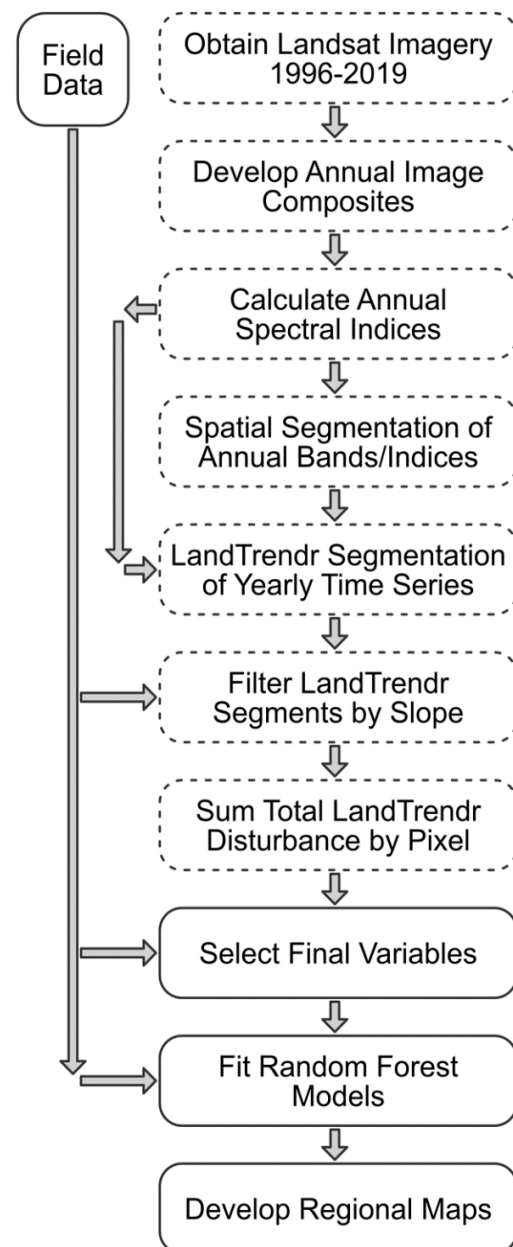 Field
Data
Obtain Landsat Imagery
1996-2019
Develop Annual Image
Composites
Calculate Annual
Spectral Indices
Spatial Segmentation of
Annual Bands/Indices
LandTrendr Segmentation
of Yearly Time Series
Filter LandTrendr
Segments by Slope
Sum Total LandTrendr
Disturbance by Pixel
Select Final Variables
Fit Random Forest
Models
Develop Regional Maps